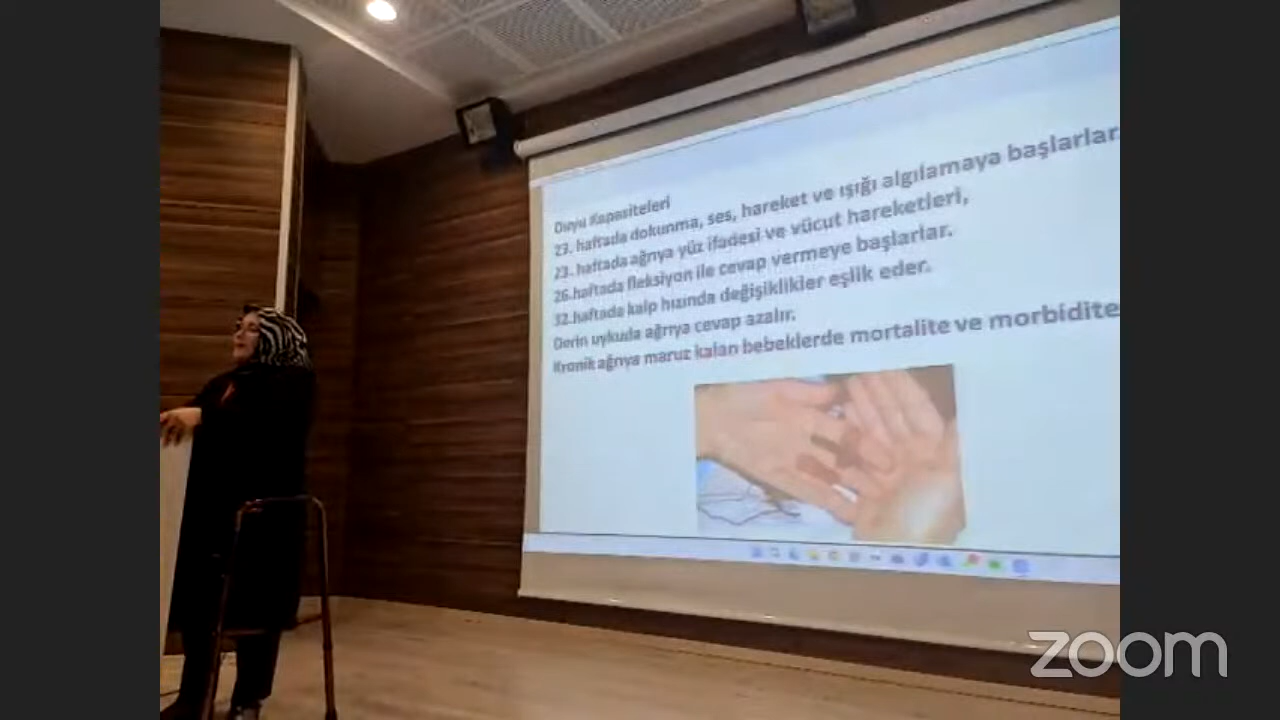 Duyu Kapasiteleri
23. haftada dokunma, ses, hareket ve ışığı algılamaya başlarlar
23. haftada ağrıya yüz ifadesi ve vücut hareketleri,
26.haftada fleksiyon ile cevap vermeye başlarlar.
32.haftada kalp hızında değişiklikler eşlik eder.
Derin uykuda ağrıya cevap azalır.
Kronik ağrıya maruz kalan bebeklerde mortalite ve morbidite
zoom